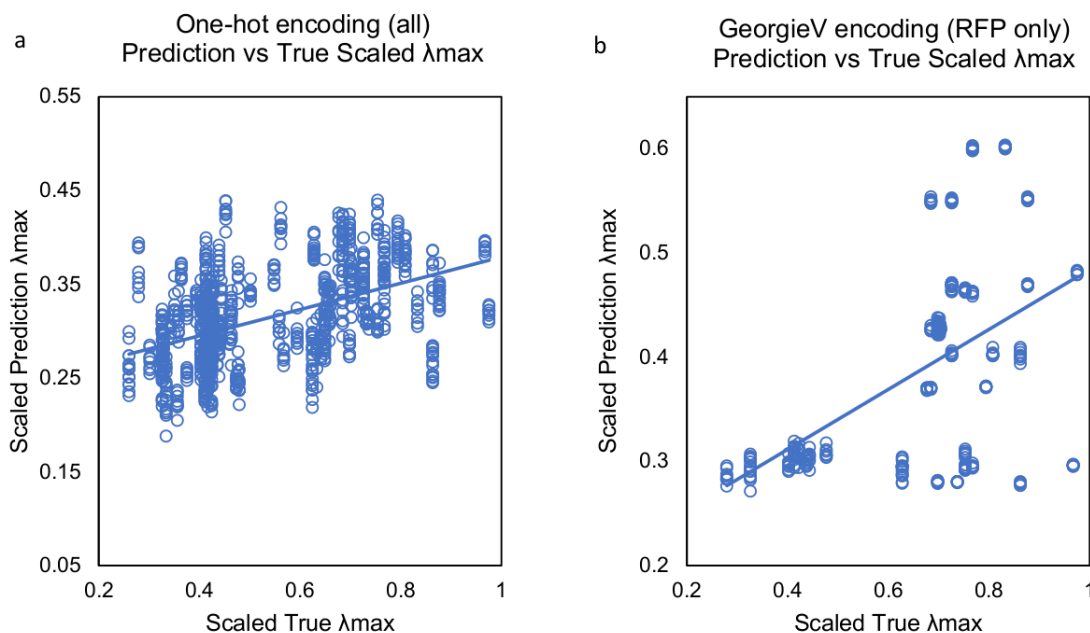 a
One-hot encoding (all)
Prediction vs True Scaled λmax
0.55
0.45
0.35
0.25
0.15
0.05
Scaled Prediction λmax
0.2
0.4
0.6
0.8
1
Scaled True λmax
b
GeorgieV encoding (RFP only)
Prediction vs True Scaled λmax
0.6
0.5
0.4
0.3
0.2
Scaled Prediction λmax
0.2
0.4
0.6
0.8
1
Scaled True λmax